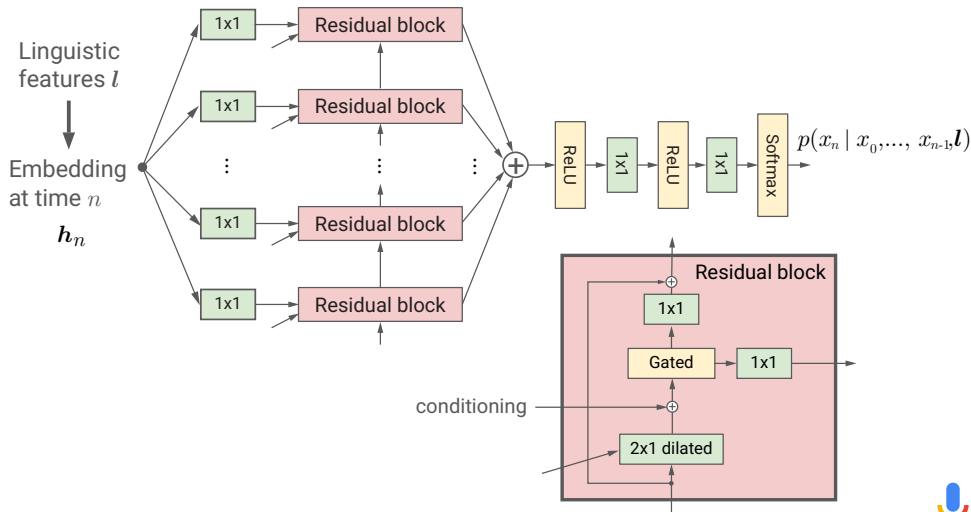 Linguistic
features l
Embedding
at time n
h_n
1x1
Residual block
1x1
Residual block
...
...
...
1x1
Residual block
1x1
Residual block
+
ReLU
1x1
ReLU
1x1
Softmax
p(x_n | x_0,..., x_{n-1},l)
Residual block
+
1x1
Gated
1x1
conditioning
+
2x1 dilated